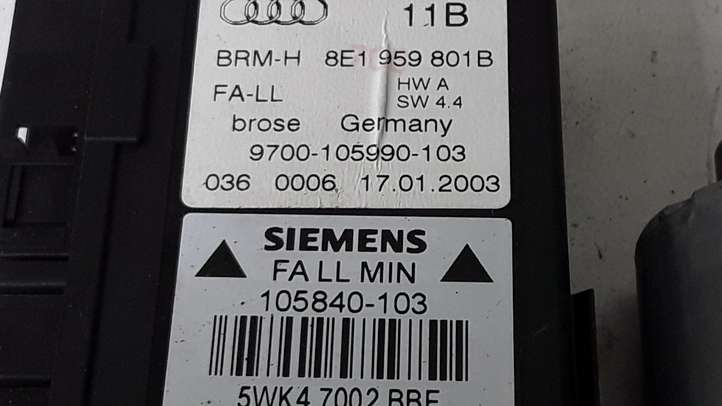 11B
BRM-H 8E1 959 801B
FA-LL HW A
SW 4.4
brose Germany
9700-105990-103
036 0006 17.01.2003
SIEMENS
FA LL MIN
105840-103
5WK4 7002 BBF